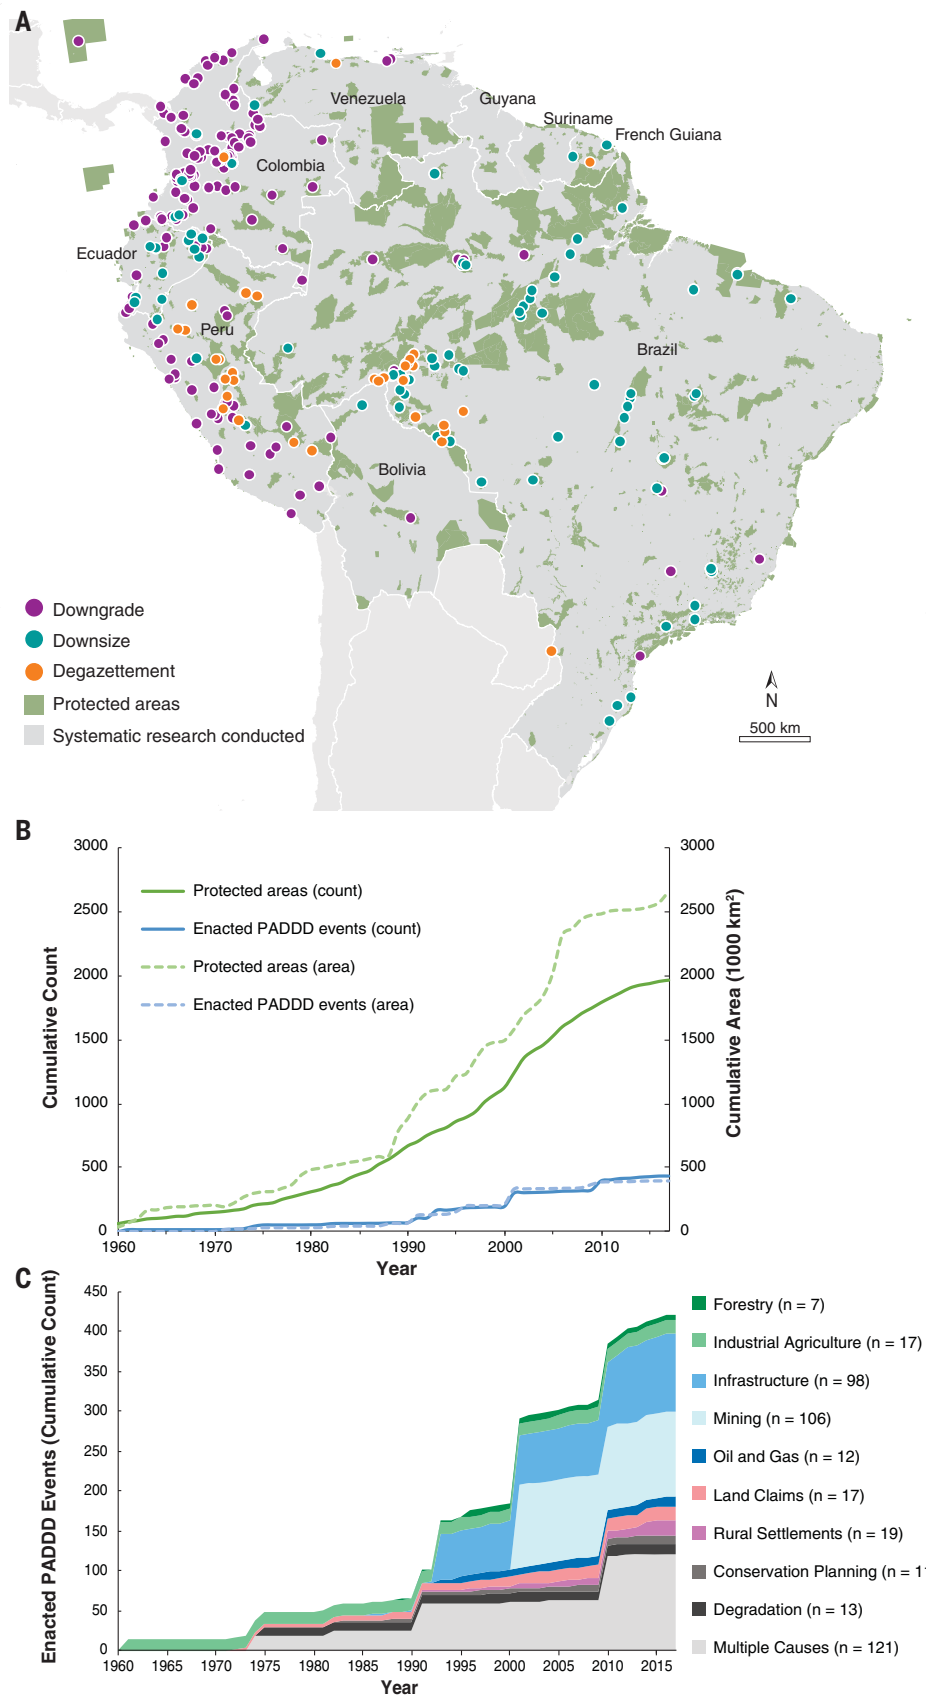 A
Venezuela
Guyana
Suriname
French Guiana
Colombia
Ecuador
Peru
Brazil
Bolivia
Downgrade
Downsize
Degazettement
Protected areas
Systematic research conducted
N
500 km
B
3000
2500
2000
1500
1000
500
0
Cumulative Count
Protected areas (count)
Enacted PADDD events (count)
Protected areas (area)
Enacted PADDD events (area)
3000
2500
2000
1500
1000
500
0
Cumulative Area (1000 km²)
1960 1970 1980 1990 2000 2010
Year
C
Enacted PADDD Events (Cumulative Count)
450
400
350
300
250
200
150
100
50
0
1960 1965 1970 1975 1980 1985 1990 1995 2000 2005 2010 2015
Year
Forestry (n = 7)
Industrial Agriculture (n = 17)
Infrastructure (n = 98)
Mining (n = 106)
Oil and Gas (n = 12)
Land Claims (n = 17)
Rural Settlements (n = 19)
Conservation Planning (n =
Degradation (n = 13)
Multiple Causes (n = 121)